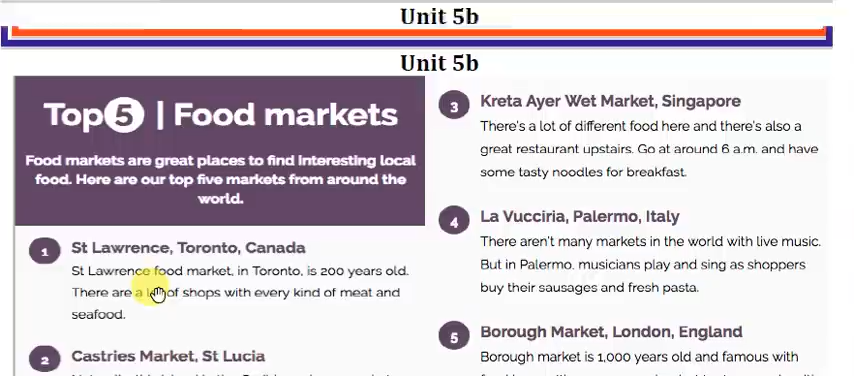 Unit 5b
Unit 5b
Top 5 | Food markets
Food markets are great places to find interesting local
food. Here are our top five markets from around the
world.
1 St Lawrence, Toronto, Canada
St Lawrence food market, in Toronto, is 200 years old.
There are a lot of shops with every kind of meat and
seafood.
2 Castries Market, St Lucia
3 Kreta Ayer Wet Market, Singapore
There's a lot of different food here and there's also a
great restaurant upstairs. Go at around 6 a.m. and have
some tasty noodles for breakfast.
4 La Vucciria, Palermo, Italy
There aren't many markets in the world with live music.
But in Palermo, musicians play and sing as shoppers
buy their sausages and fresh pasta.
5 Borough Market, London, England
Borough market is 1,000 years old and famous with